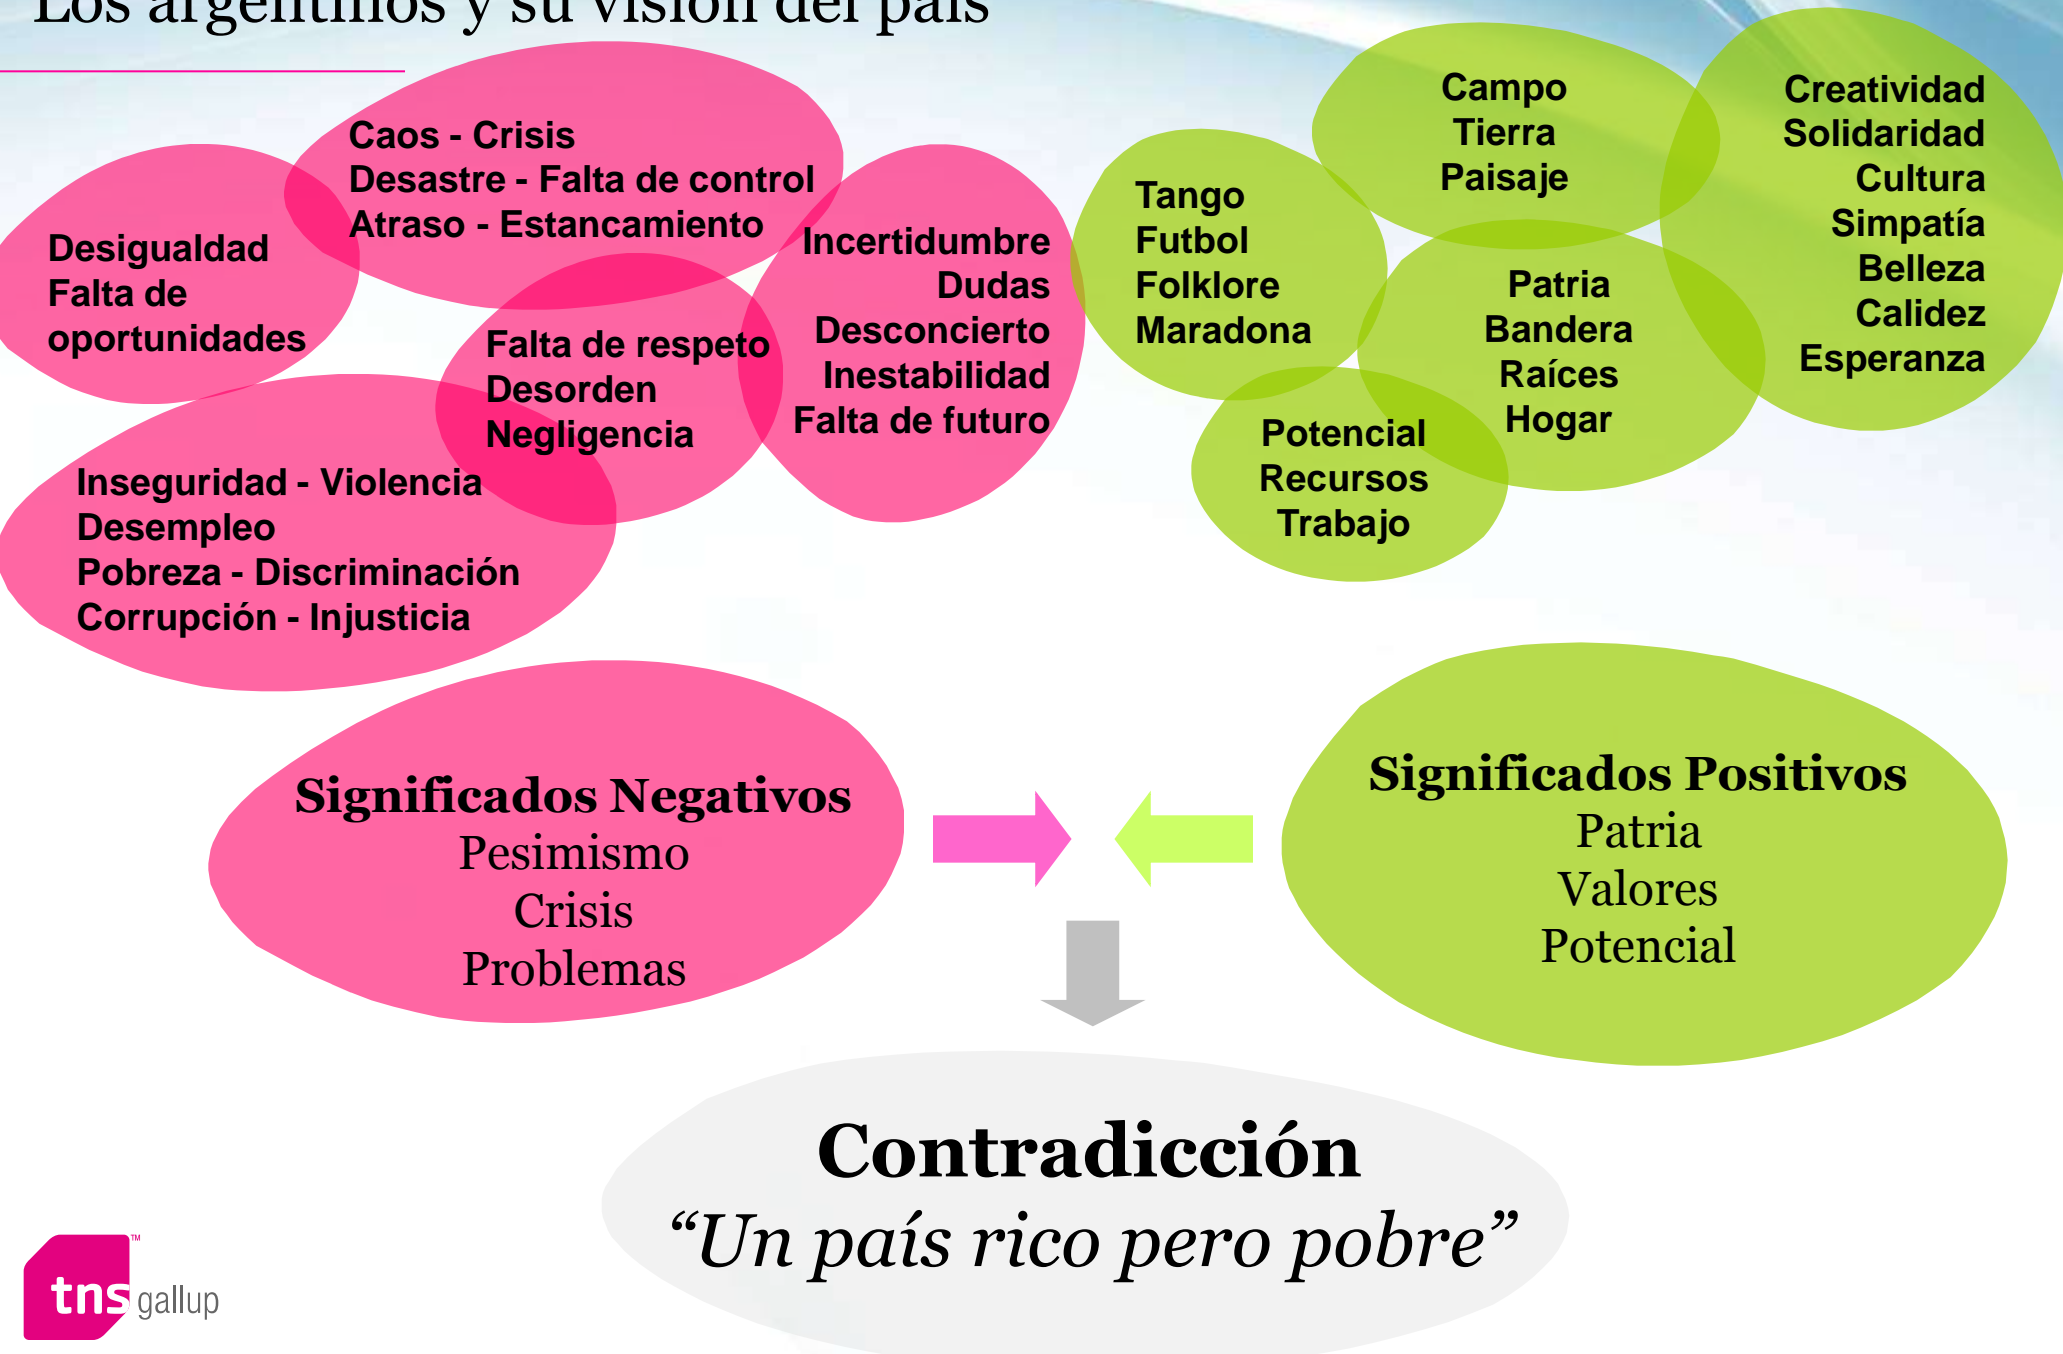 Los argentinos y su visión del país
Caos - Crisis
Desastre - Falta de control
Atraso - Estancamiento
Desigualdad
Falta de
oportunidades
Falta de respeto
Desorden
Negligencia
Incertidumbre
Dudas
Desconcierto
Inestabilidad
Falta de futuro
Inseguridad - Violencia
Desempleo
Pobreza - Discriminación
Corrupción - Injusticia
Tango
Futbol
Folklore
Maradona
Campo
Tierra
Paisaje
Creatividad
Solidaridad
Cultura
Simpatía
Belleza
Calidez
Esperanza
Patria
Bandera
Raíces
Hogar
Potencial
Recursos
Trabajo
Significados Negativos
Pesimismo
Crisis
Problemas
Significados Positivos
Patria
Valores
Potencial
Contradicción
“Un país rico pero pobre”
tns gallup ™